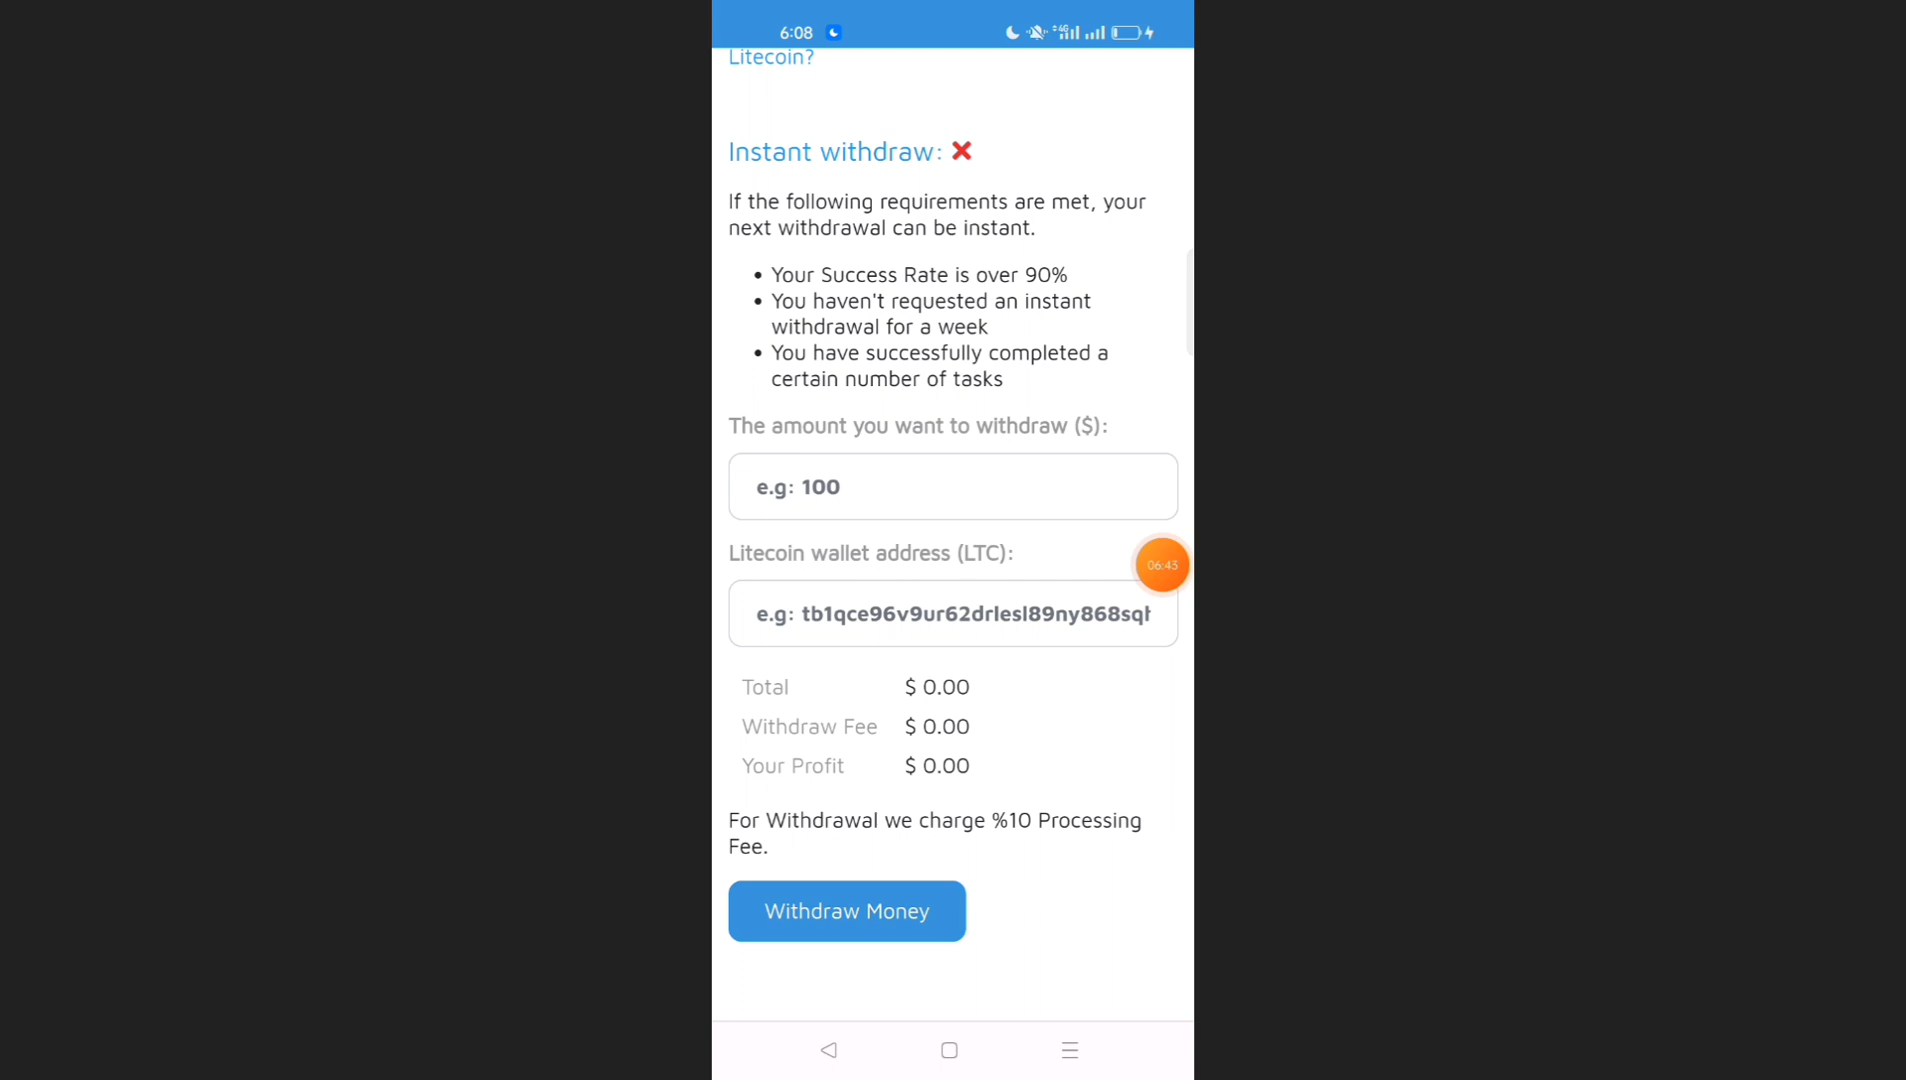 6:08
4G
Litecoin?
Instant withdraw: ❌
If the following requirements are met, your
next withdrawal can be instant.
• Your Success Rate is over 90%
• You haven't requested an instant
withdrawal for a week
• You have successfully completed a
certain number of tasks
The amount you want to withdraw ($):
e.g: 100
Litecoin wallet address (LTC):
06:43
e.g: tb1qce96v9ur62drlesl89ny868sq
Total $ 0.00
Withdraw Fee $ 0.00
Your Profit $ 0.00
For Withdrawal we charge %10 Processing
Fee.
Withdraw Money